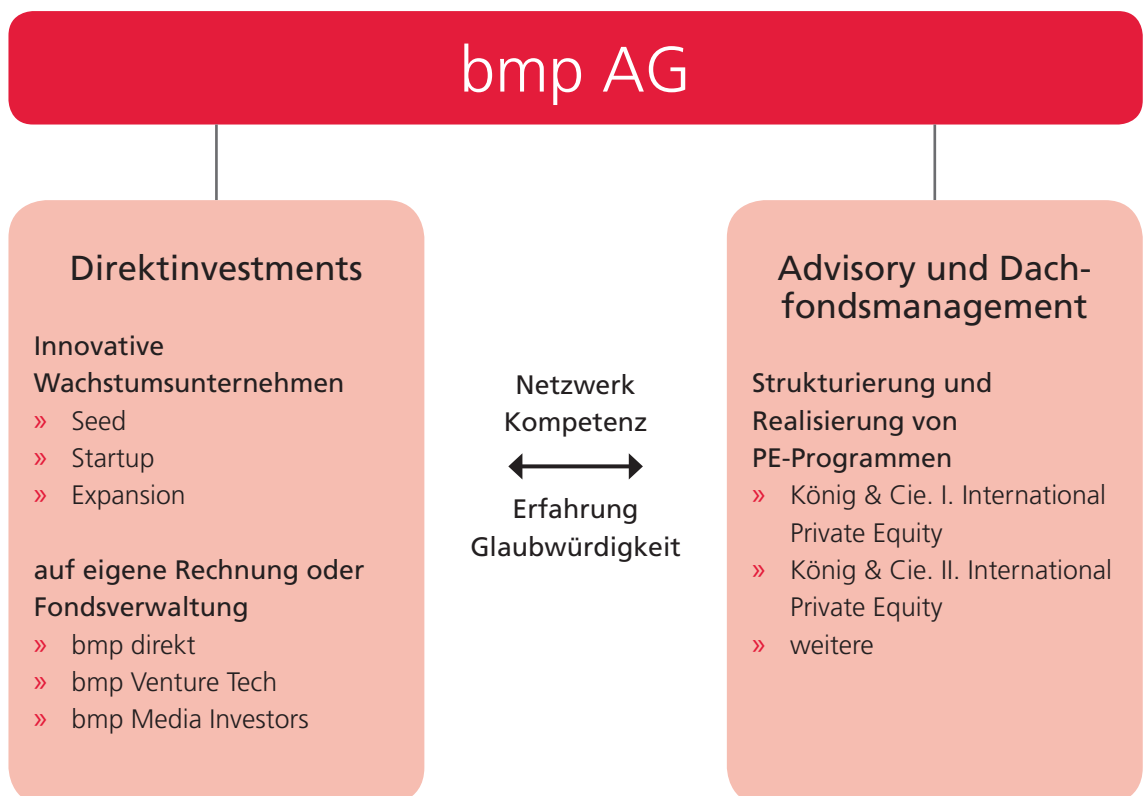 bmp AG
Direktinvestments
Innovative
Wachstumsunternehmen
» Seed
» Startup
» Expansion
auf eigene Rechnung oder
Fondsverwaltung
» bmp direkt
» bmp Venture Tech
» bmp Media Investors
Netzwerk
Kompetenz
Erfahrung
Glaubwürdigkeit
Advisory und Dach-
fondsmanagement
Strukturierung und
Realisierung von
PE-Programmen
» König & Cie. I. International
Private Equity
» König & Cie. II. International
Private Equity
» weitere